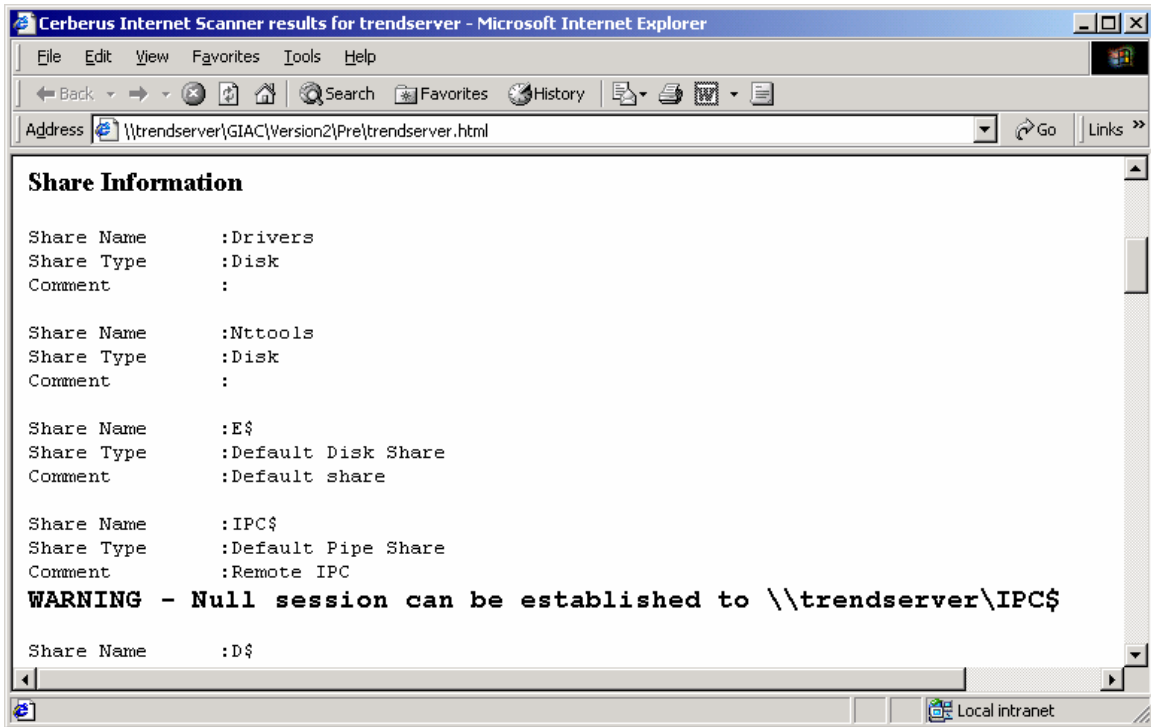 Cerberus Internet Scanner results for trendserver - Microsoft Internet Explorer
File Edit View Favorites Tools Help
Back Search Favorites History
Address \\trendserver\GIAC\Version2\Pre\trendserver.html Go Links »
Share Information
Share Name :Drivers
Share Type :Disk
Comment :
Share Name :Nttools
Share Type :Disk
Comment :
Share Name :E$
Share Type :Default Disk Share
Comment :Default share
Share Name :IPC$
Share Type :Default Pipe Share
Comment :Remote IPC
WARNING - Null session can be established to \\trendserver\IPC$
Share Name :D$
Local intranet